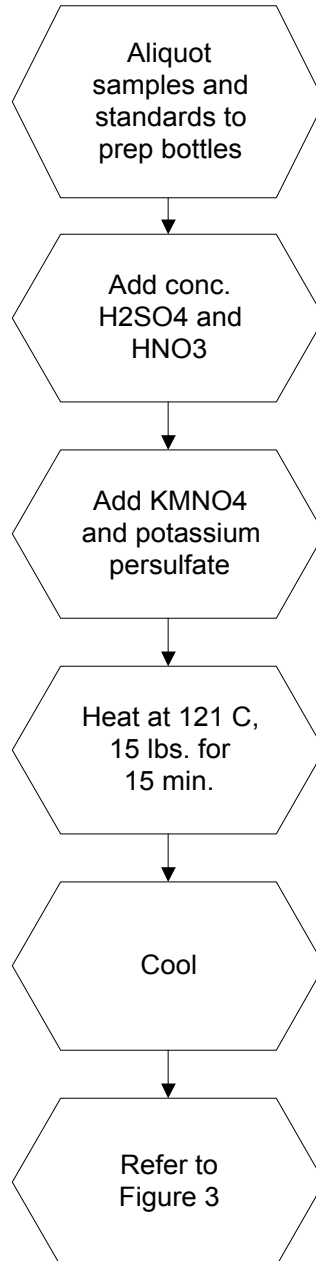 Aliquot
samples and
standards to
prep bottles
Add conc.
H2SO4 and
HNO3
Add KMNO4
and potassium
persulfate
Heat at 121 C,
15 lbs. for
15 min.
Cool
Refer to
Figure 3